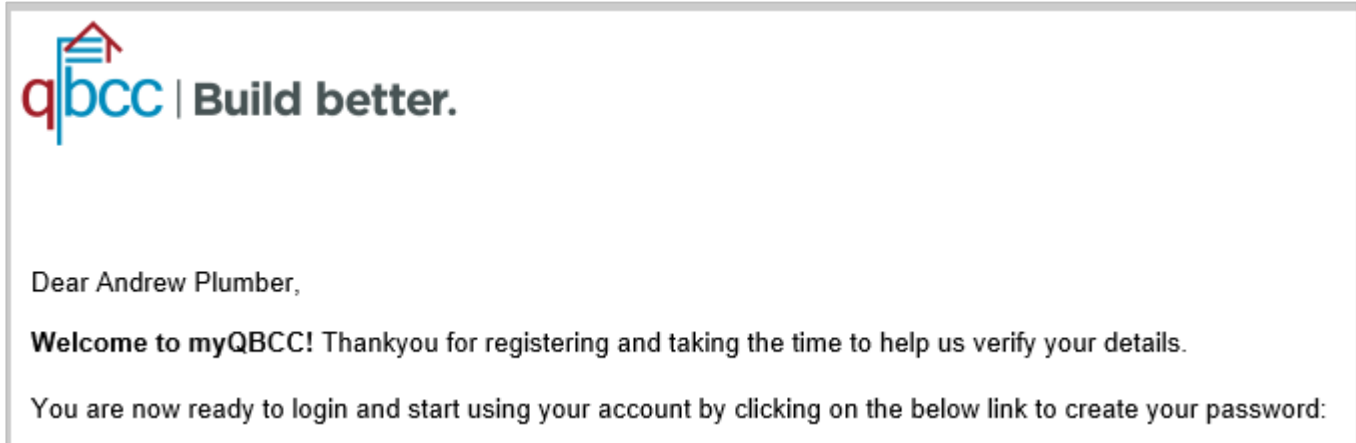 qbcc | Build better.
Dear Andrew Plumber,
Welcome to myQBCC! Thankyou for registering and taking the time to help us verify your details.
You are now ready to login and start using your account by clicking on the below link to create your password: